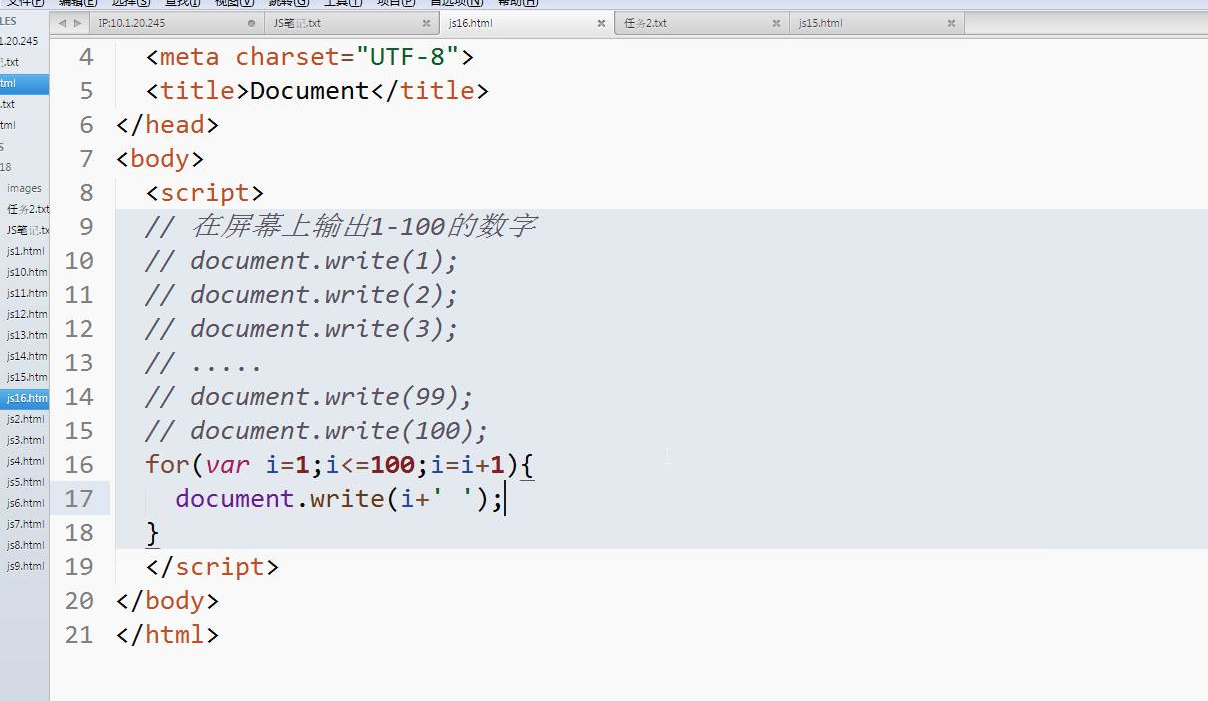 文件(F) 编辑(E) 选择(S) 查找(I) 视图(V) 跳转(G) 工具(T) 项目(P) 首选项(N) 帮助(H)
IP:10.1.20.245 JS笔记.txt js16.html 任务2.txt js15.html
LES
1.20.245
.txt
tml
.txt
tml
S
18
images
任务2.txt
JS笔记.tx
js1.html
js10.htm
js11.htm
js12.htm
js13.htm
js14.htm
js15.htm
js16.htm
js2.html
js3.html
js4.html
js5.html
js6.html
js7.html
js8.html
js9.html
4 <meta charset="UTF-8">
5 <title>Document</title>
6 </head>
7 <body>
8 <script>
9 // 在屏幕上输出1-100的数字
10 // document.write(1);
11 // document.write(2);
12 // document.write(3);
13 // .....
14 // document.write(99);
15 // document.write(100);
16 for(var i=1;i<=100;i=i+1){
17 document.write(i+' ');
18 }
19 </script>
20 </body>
21 </html>